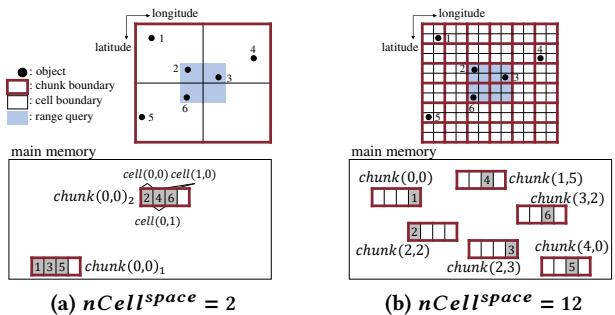 longitude
latitude
1
2
3
4
5
6
: object
: chunk boundary
: cell boundary
: range query
main memory
cell(0,0) cell(1,0)
chunk(0,0)₂
2 4 6
cell(0,1)
1 3 5
chunk(0,0)₁
(a) nCell^space = 2
longitude
latitude
1
2
3
4
5
6
main memory
chunk(0,0)
1
4
chunk(1,5)
chunk(3,2)
6
2
chunk(2,2)
3
chunk(2,3)
chunk(4,0)
5
(b) nCell^space = 12